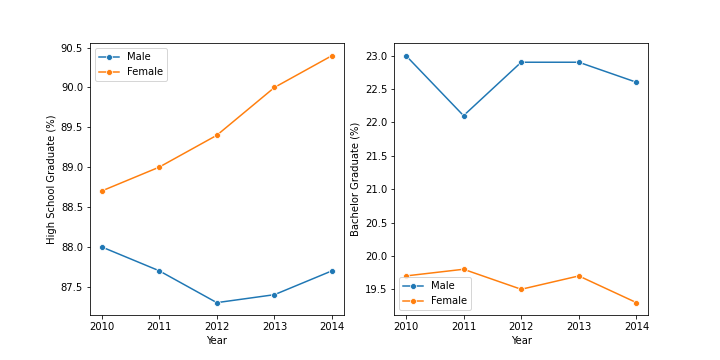 High School Graduate (%)
90.5
90.0
89.5
89.0
88.5
88.0
87.5
Male
Female
2010 2011 2012 2013 2014
Year
Bachelor Graduate (%)
23.0
22.5
22.0
21.5
21.0
20.5
20.0
19.5
Male
Female
2010 2011 2012 2013 2014
Year